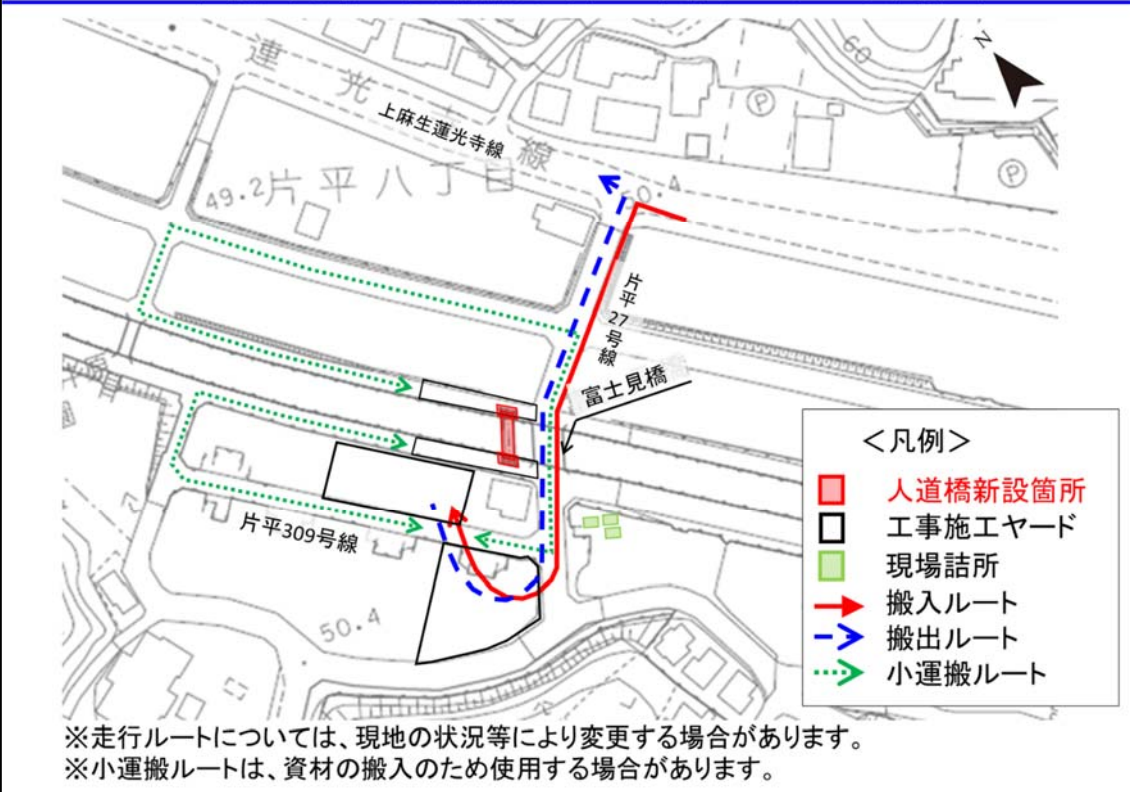 N
69
P
連光寺線
上麻生蓮光寺線
P
49.2
片平八丁目
50.4
片平27号線
富士見橋
<凡例>
人道橋新設箇所
工事施工ヤード
現場詰所
搬入ルート
搬出ルート
小運搬ルート
片平309号線
50.4
※走行ルートについては、現地の状況等により変更する場合があります。
※小運搬ルートは、資材の搬入のため使用する場合があります。